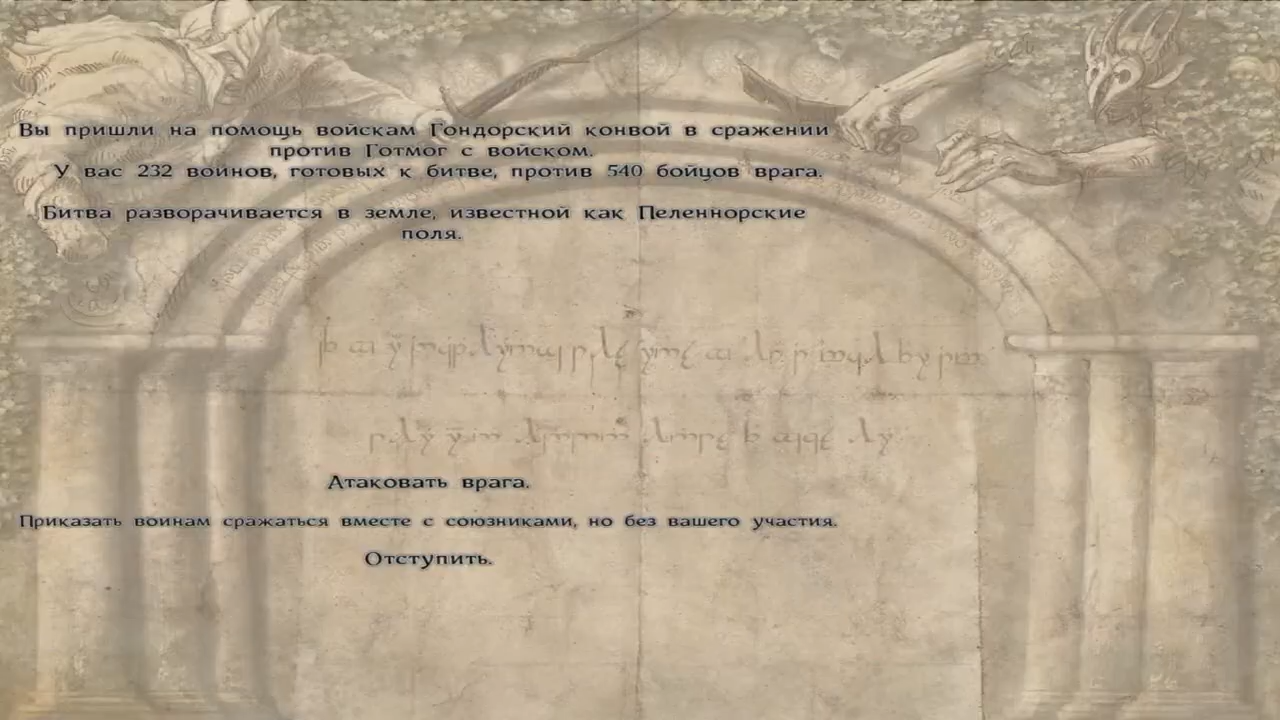 Вы пришли на помощь войскам Гондорский конвой в сражении
против Готмог с войском.
У вас 232 войнов, готовых к битве, против 540 бойцов врага.
Битва разворачивается в земле, известной как Пеленнорские
поля.
Атаковать врага.
Приказать воинам сражаться вместе с союзниками, но без вашего участия.
Отступить.